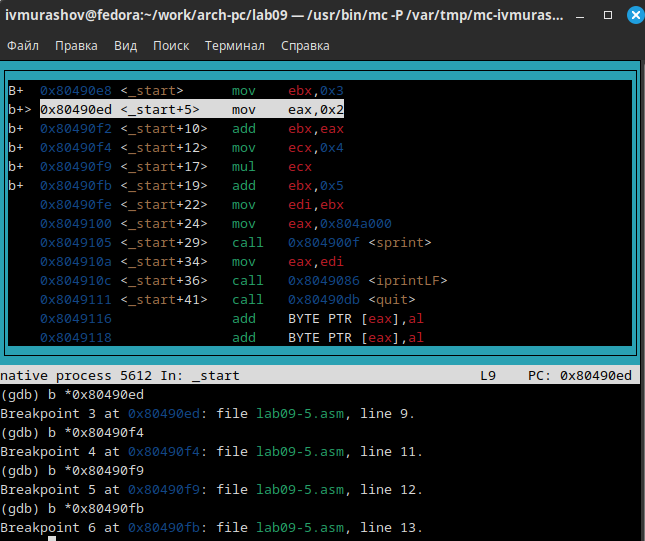 ivmurashov@fedora:~/work/arch-pc/lab09 — /usr/bin/mc -P /var/tmp/mc-ivmuras...
Файл Правка Вид Поиск Терминал Справка
B+ 0x80490e8 <_start> mov ebx,0x3
b+> 0x80490ed <_start+5> mov eax,0x2
b+ 0x80490f2 <_start+10> add ebx,eax
b+ 0x80490f4 <_start+12> mov ecx,0x4
b+ 0x80490f9 <_start+17> mul ecx
b+ 0x80490fb <_start+19> add ebx,0x5
0x80490fe <_start+22> mov edi,ebx
0x8049100 <_start+24> mov eax,0x804a000
0x8049105 <_start+29> call 0x804900f <sprint>
0x804910a <_start+34> mov eax,edi
0x804910c <_start+36> call 0x8049086 <iprintLF>
0x8049111 <_start+41> call 0x80490db <quit>
0x8049116 add BYTE PTR [eax],al
0x8049118 add BYTE PTR [eax],al
native process 5612 In: _start L9 PC: 0x80490ed
(gdb) b *0x80490ed
Breakpoint 3 at 0x80490ed: file lab09-5.asm, line 9.
(gdb) b *0x80490f4
Breakpoint 4 at 0x80490f4: file lab09-5.asm, line 11.
(gdb) b *0x80490f9
Breakpoint 5 at 0x80490f9: file lab09-5.asm, line 12.
(gdb) b *0x80490fb
Breakpoint 6 at 0x80490fb: file lab09-5.asm, line 13.